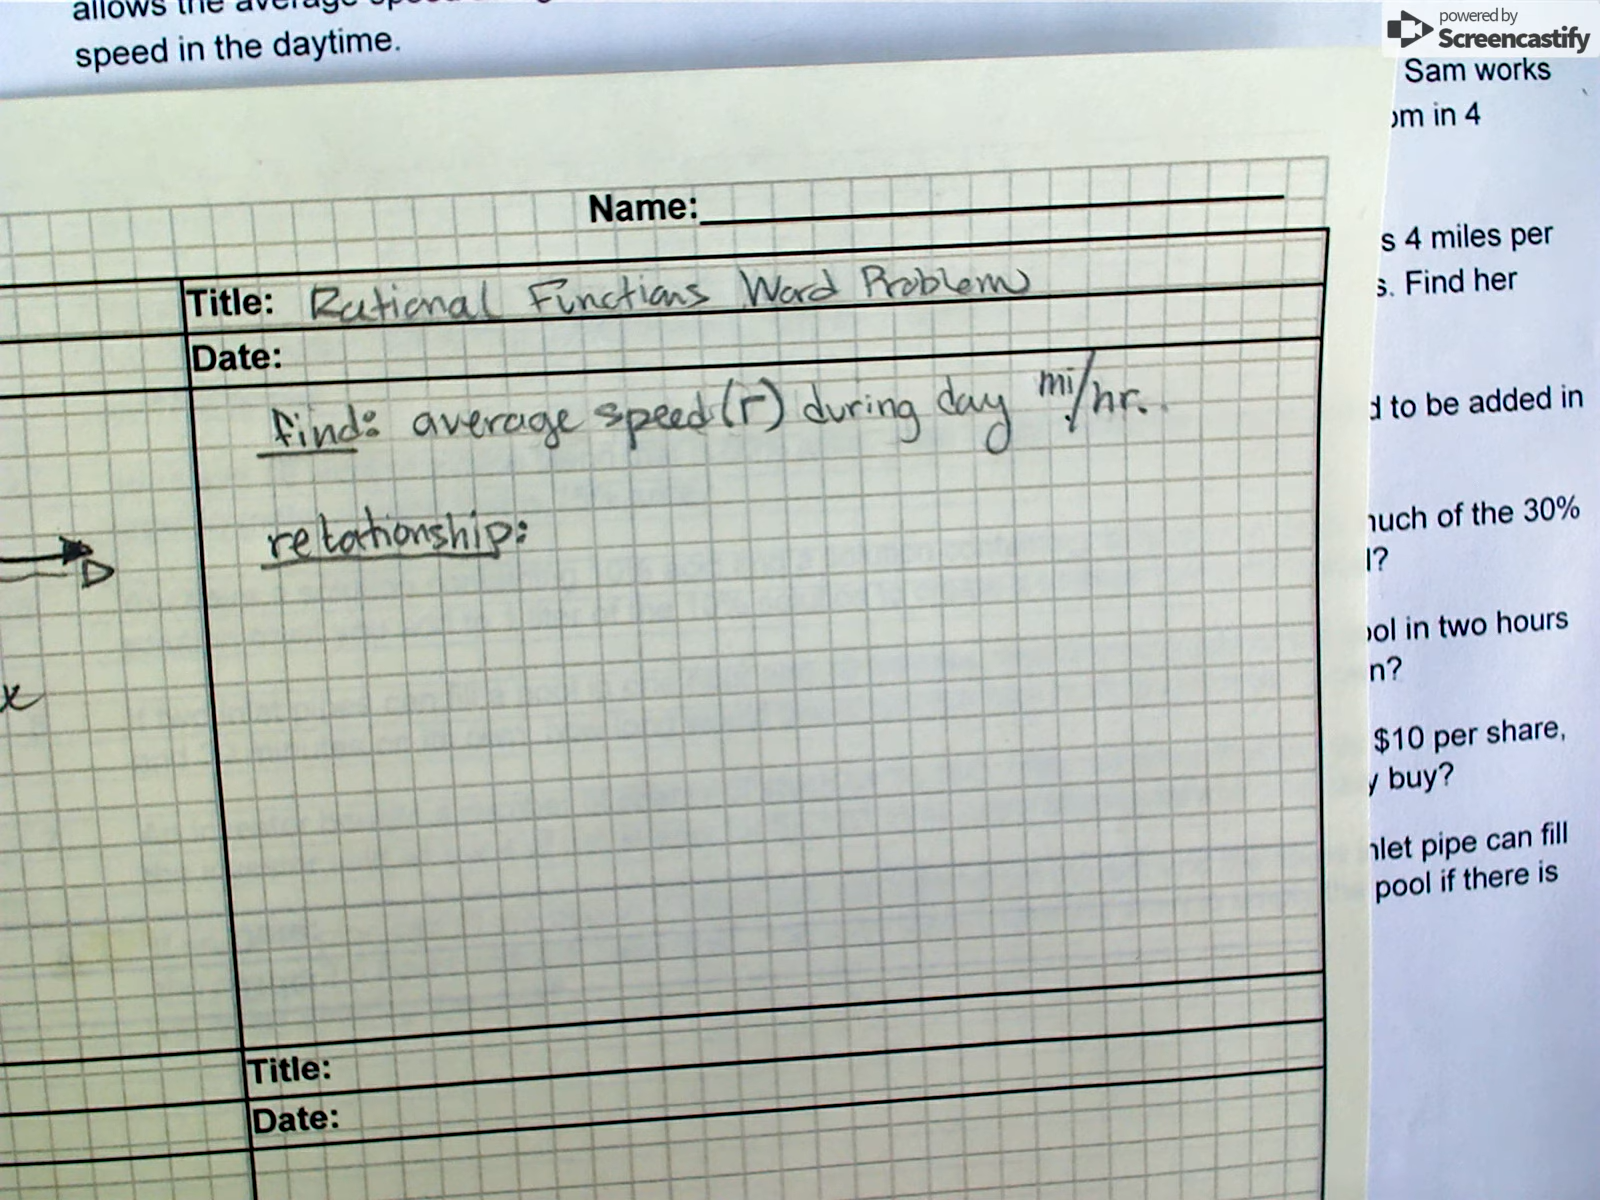 allows the average
speed in the daytime.
powered by
Screencastify
Sam works
om in 4
Name:
s 4 miles per
s. Find her
Title: Rational Functions Word Problem
Date:
find: average speed (r) during day mi/hr.
d to be added in
relationship:
much of the 30%
l?
D
ool in two hours
n?
x
$10 per share,
y buy?
nlet pipe can fill
pool if there is
Title:
Date: